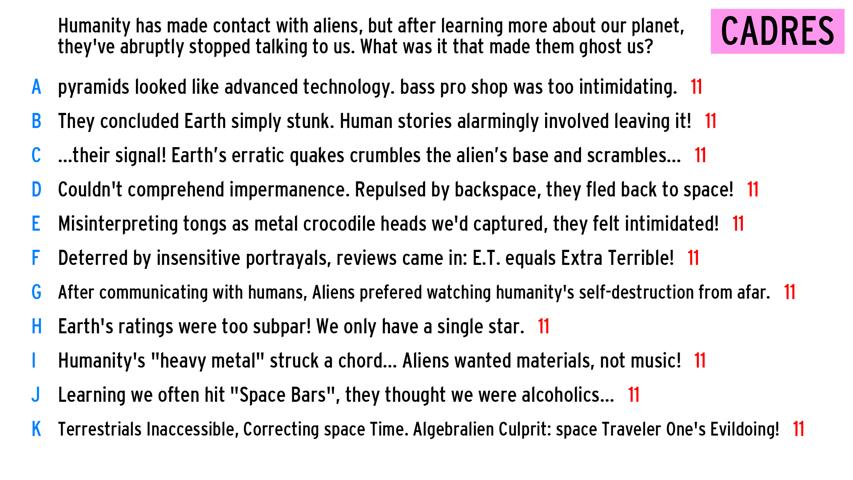 Humanity has made contact with aliens, but after learning more about our planet,
they've abruptly stopped talking to us. What was it that made them ghost us?
CADRES
A pyramids looked like advanced technology. bass pro shop was too intimidating. 11
B They concluded Earth simply stunk. Human stories alarmingly involved leaving it! 11
C ...their signal! Earth's erratic quakes crumbles the alien's base and scrambles... 11
D Couldn't comprehend impermanence. Repulsed by backspace, they fled back to space! 11
E Misinterpreting tongs as metal crocodile heads we'd captured, they felt intimidated! 11
F Deterred by insensitive portrayals, reviews came in: E.T. equals Extra Terrible! 11
G After communicating with humans, Aliens prefered watching humanity's self-destruction from afar. 11
H Earth's ratings were too subpar! We only have a single star. 11
I Humanity's "heavy metal" struck a chord... Aliens wanted materials, not music! 11
J Learning we often hit "Space Bars", they thought we were alcoholics... 11
K Terrestrials Inaccessible, Correcting space Time. Algebralien Culprit: space Traveler One's Evildoing! 11